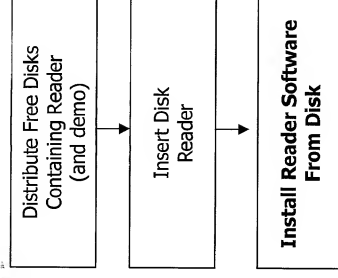 Distribute Free Disks
Containing Reader
(and demo)
Insert Disk
Reader
Install Reader Software
From Disk